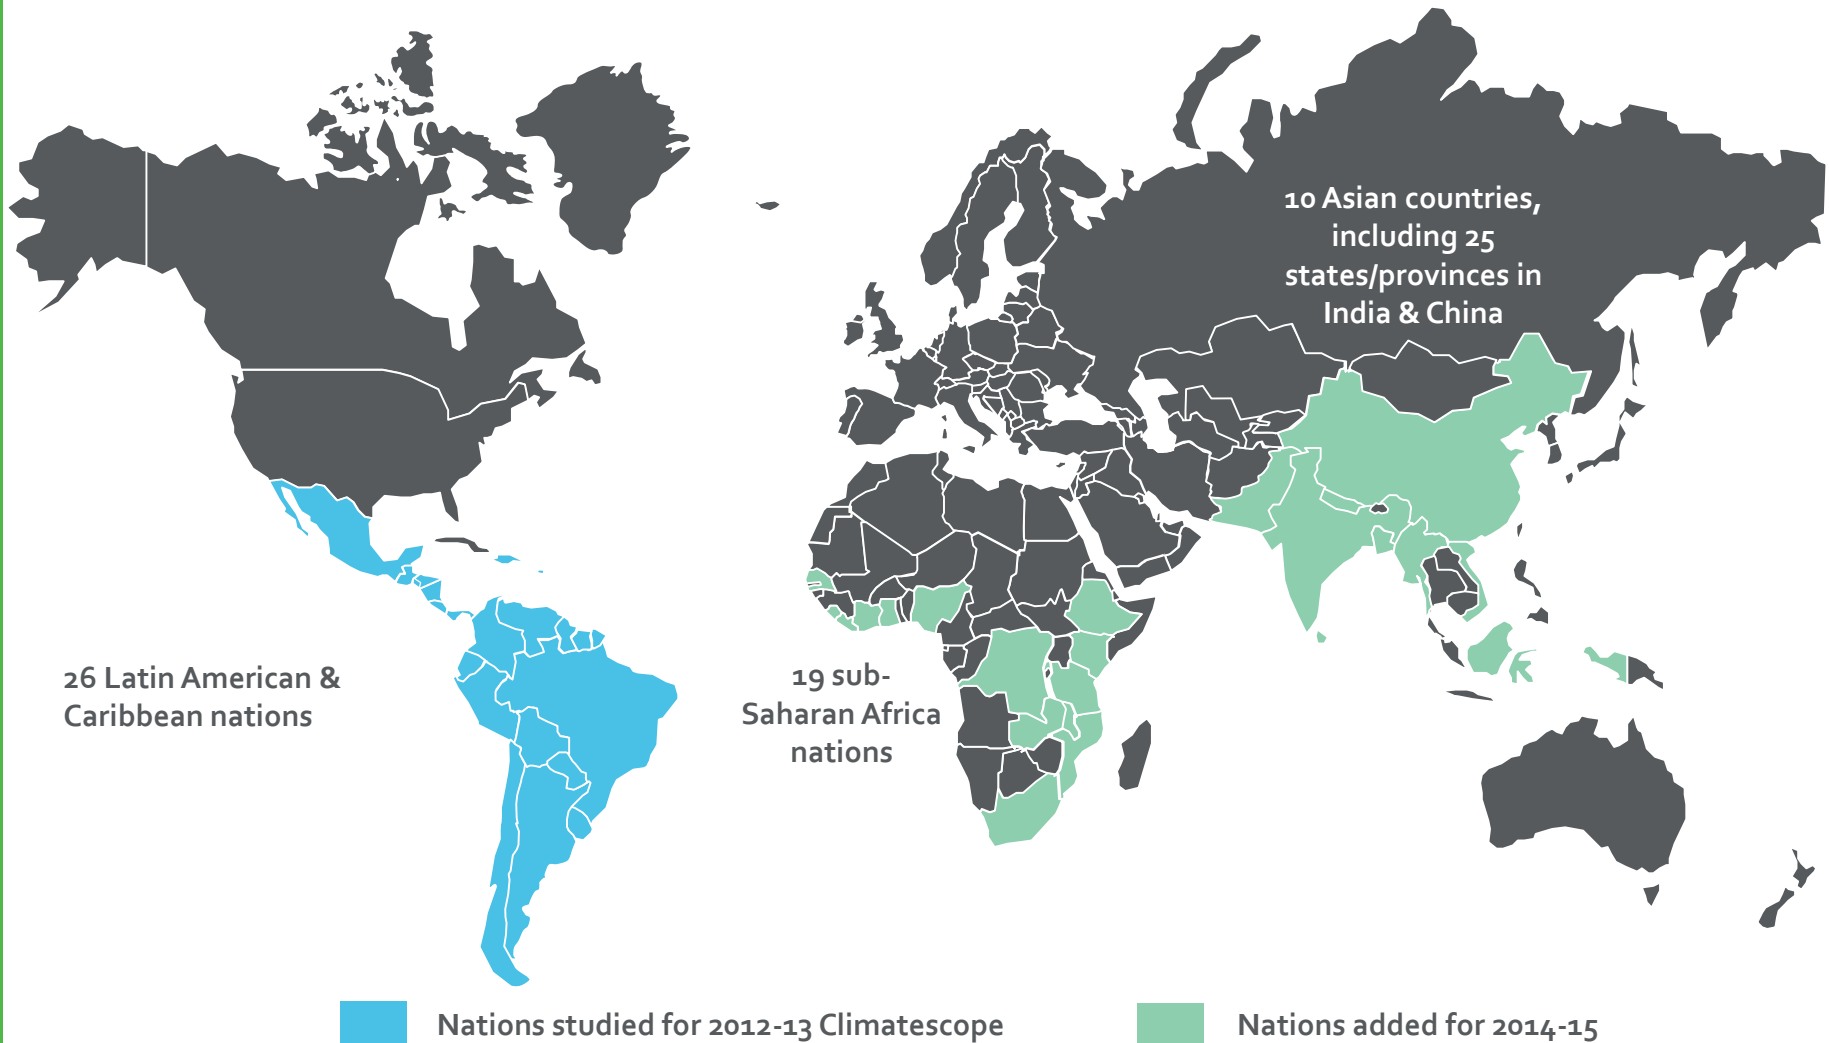 10 Asian countries,
including 25
states/provinces in
India & China
26 Latin American &
Caribbean nations
19 sub-
Saharan Africa
nations
Nations studied for 2012-13 Climatescope
Nations added for 2014-15